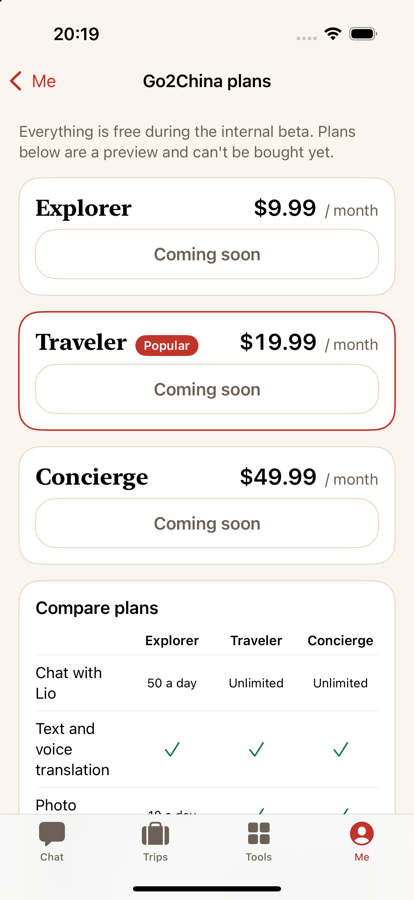 20:19
Me
Go2China plans
Everything is free during the internal beta. Plans
below are a preview and can't be bought yet.
Explorer
$9.99 / month
Coming soon
Traveler
Popular
$19.99 / month
Coming soon
Concierge
$49.99 / month
Coming soon
Compare plans
Explorer Traveler Concierge
Chat with
Lio
50 a day Unlimited Unlimited
Text and
voice
translation
Photo
Chat Trips Tools Me